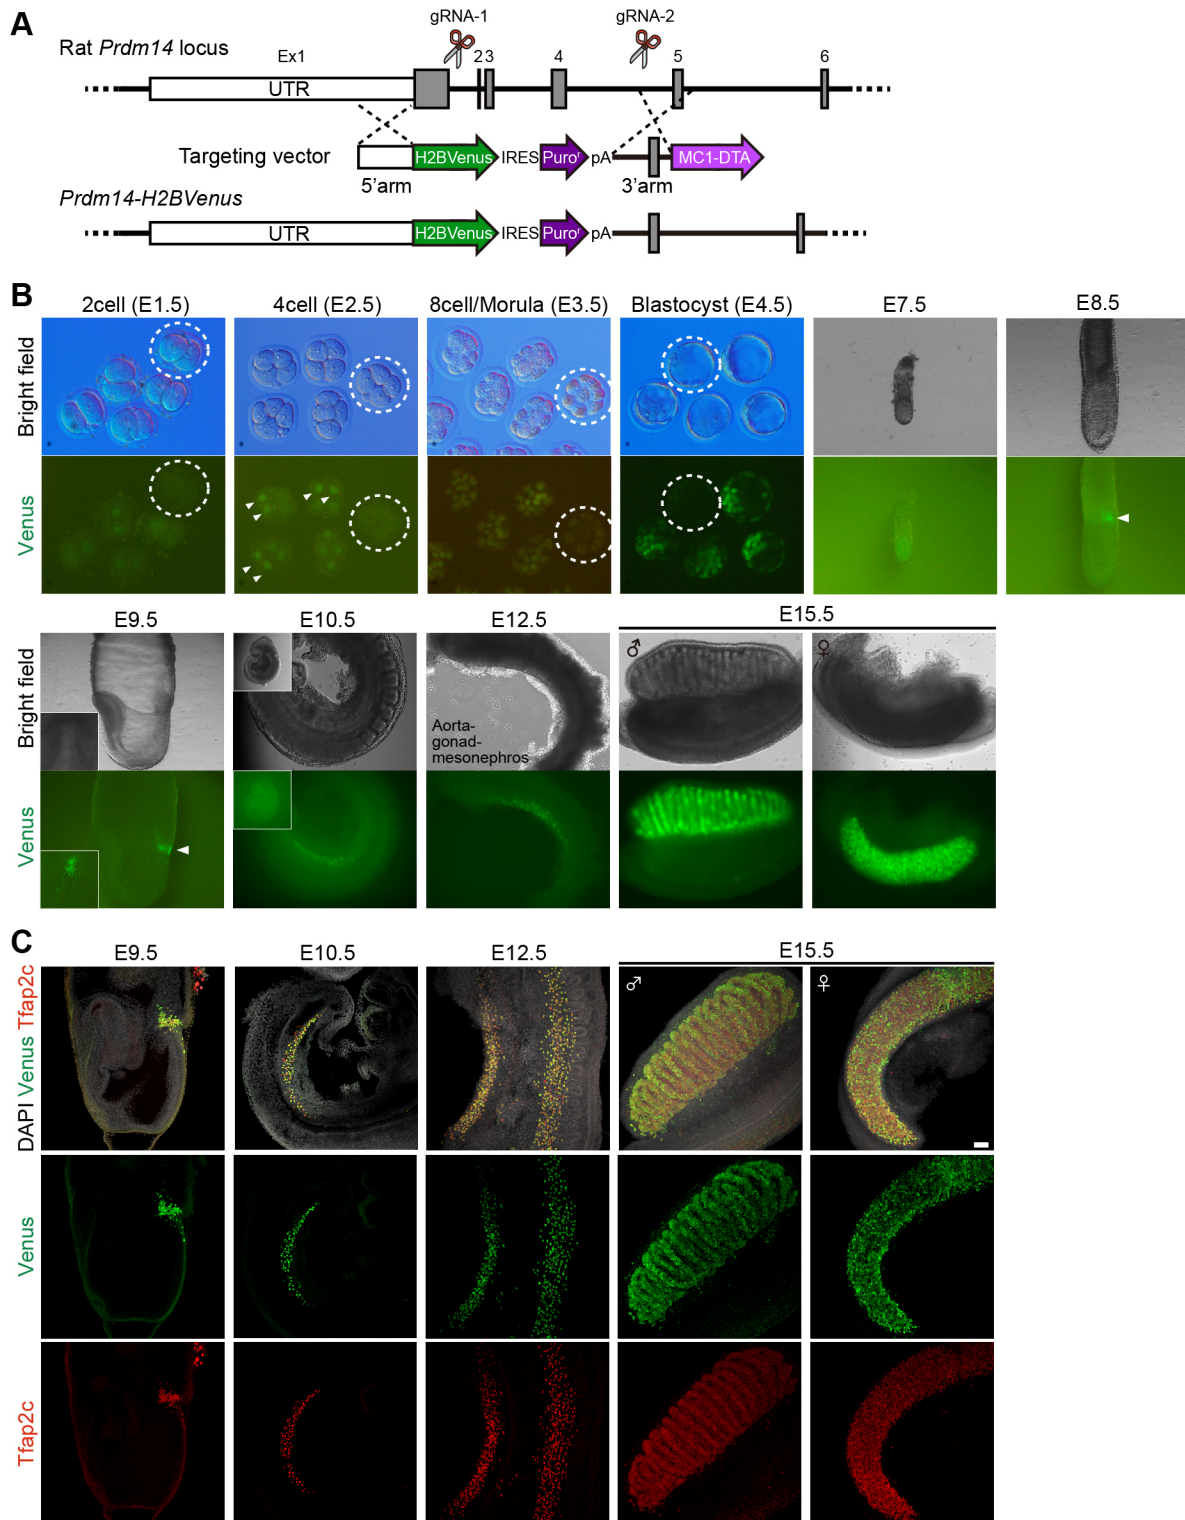 A
gRNA-1
gRNA-2
Rat Prdm14 locus
Ex1
2
3
4
5
6
UTR
Targeting vector
H2BVenus
IRES
Puroʳ
pA
MC1-DTA
5'arm
3'arm
Prdm14-H2BVenus
UTR
H2BVenus
IRES
Puroʳ
pA
B
2cell (E1.5)
4cell (E2.5)
8cell/Morula (E3.5)
Blastocyst (E4.5)
E7.5
E8.5
Bright field
Venus
E9.5
E10.5
E12.5
E15.5
Bright field
♂
♀
Aorta-
gonad-
mesonephros
Venus
C
E9.5
E10.5
E12.5
E15.5
DAPI Venus Tfap2c
♂
♀
Venus
Tfap2c